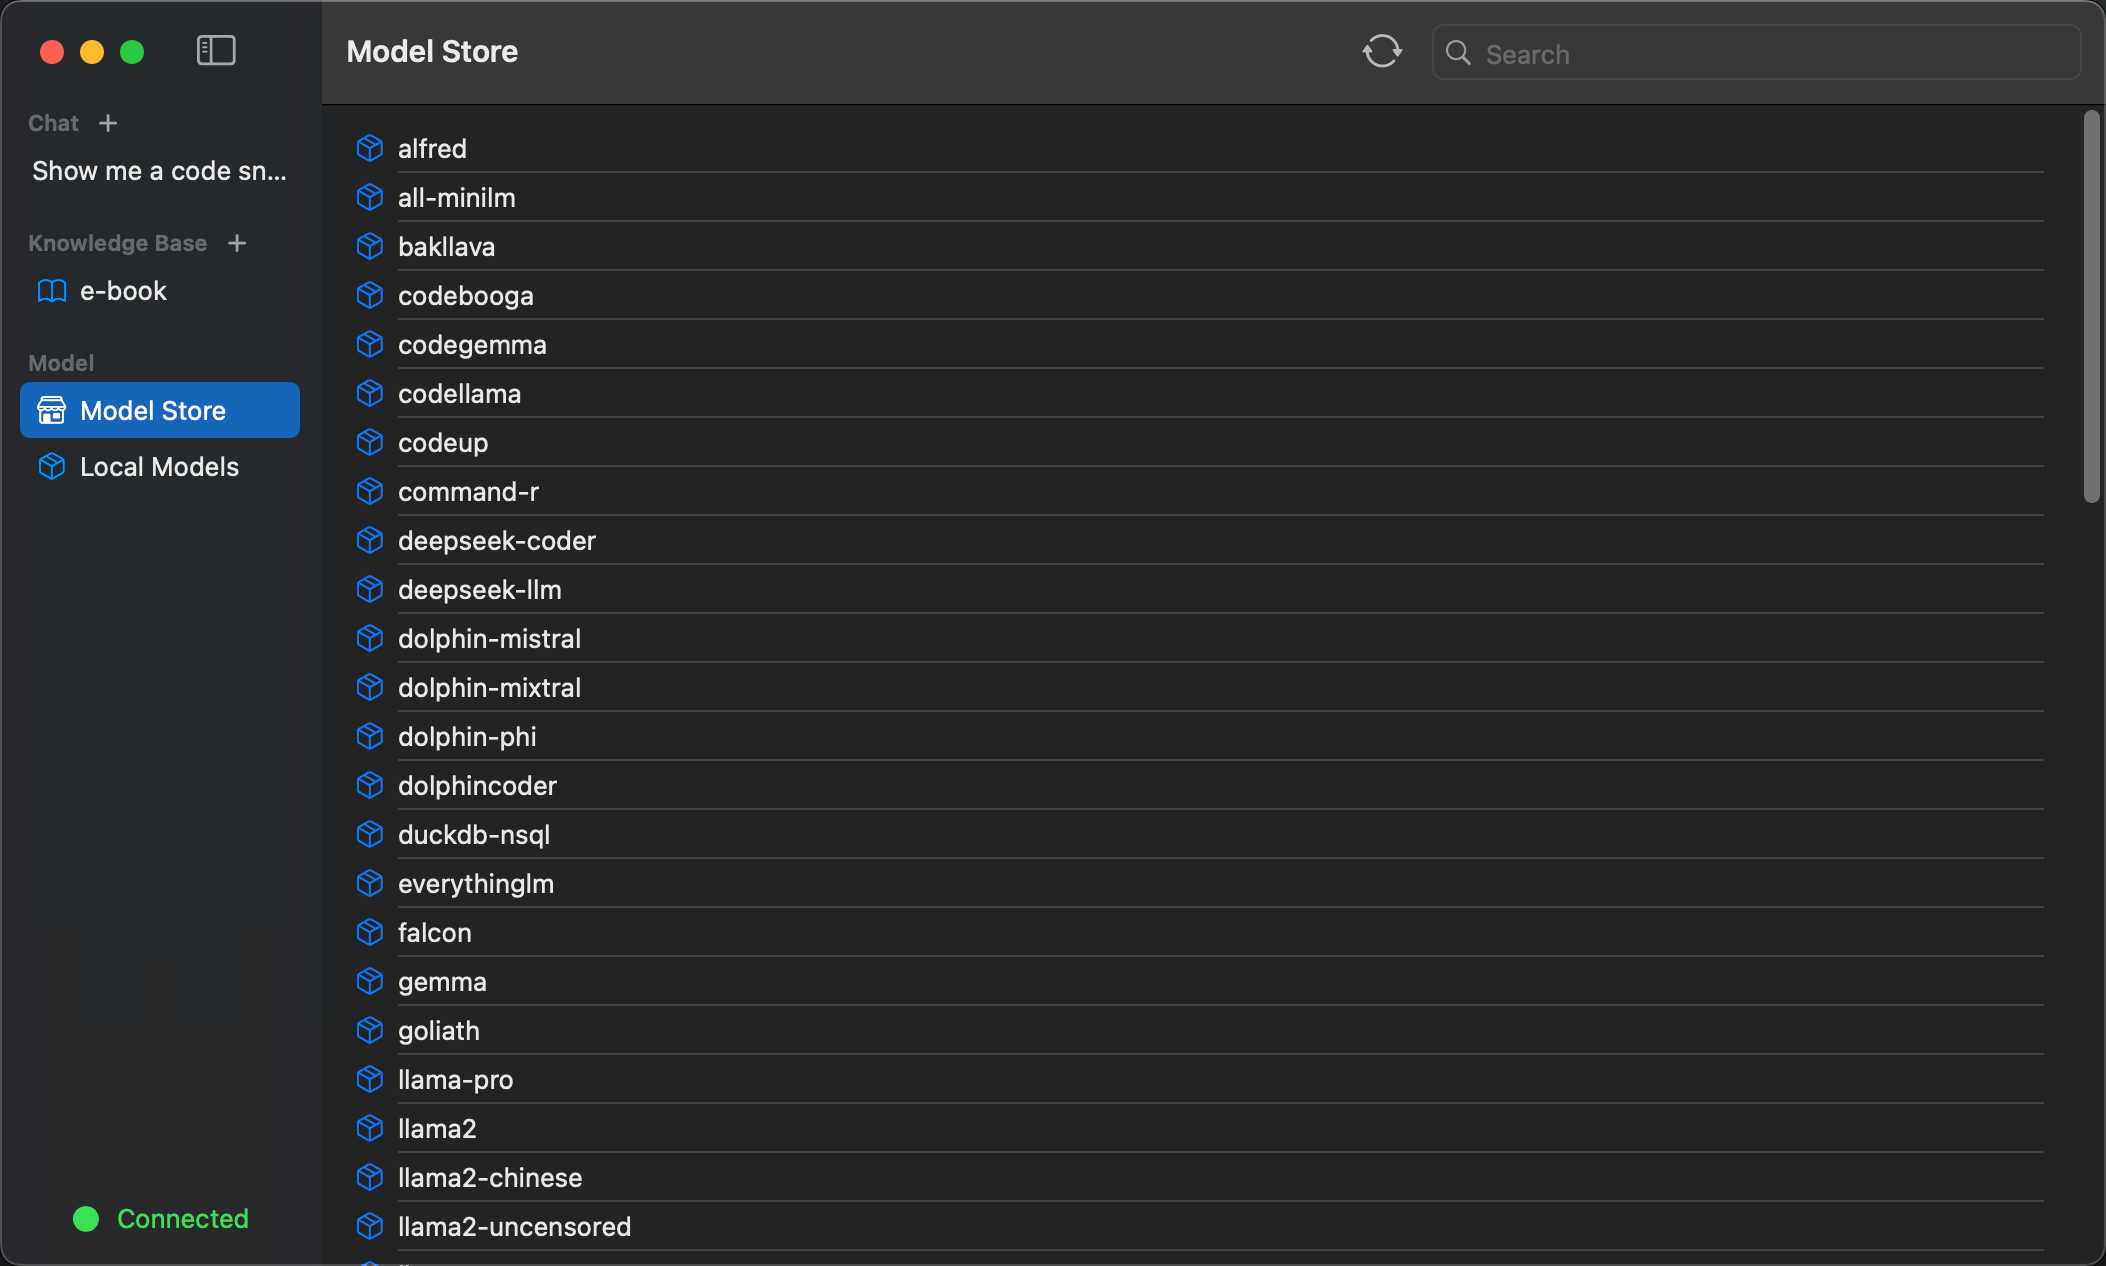 Chat
Show me a code sn...
Knowledge Base
e-book
Model
Model Store
Local Models
Connected
Model Store
Search
alfred
all-minilm
bakllava
codebooga
codegemma
codellama
codeup
command-r
deepseek-coder
deepseek-llm
dolphin-mistral
dolphin-mixtral
dolphin-phi
dolphincoder
duckdb-nsql
everythinglm
falcon
gemma
goliath
llama-pro
llama2
llama2-chinese
llama2-uncensored